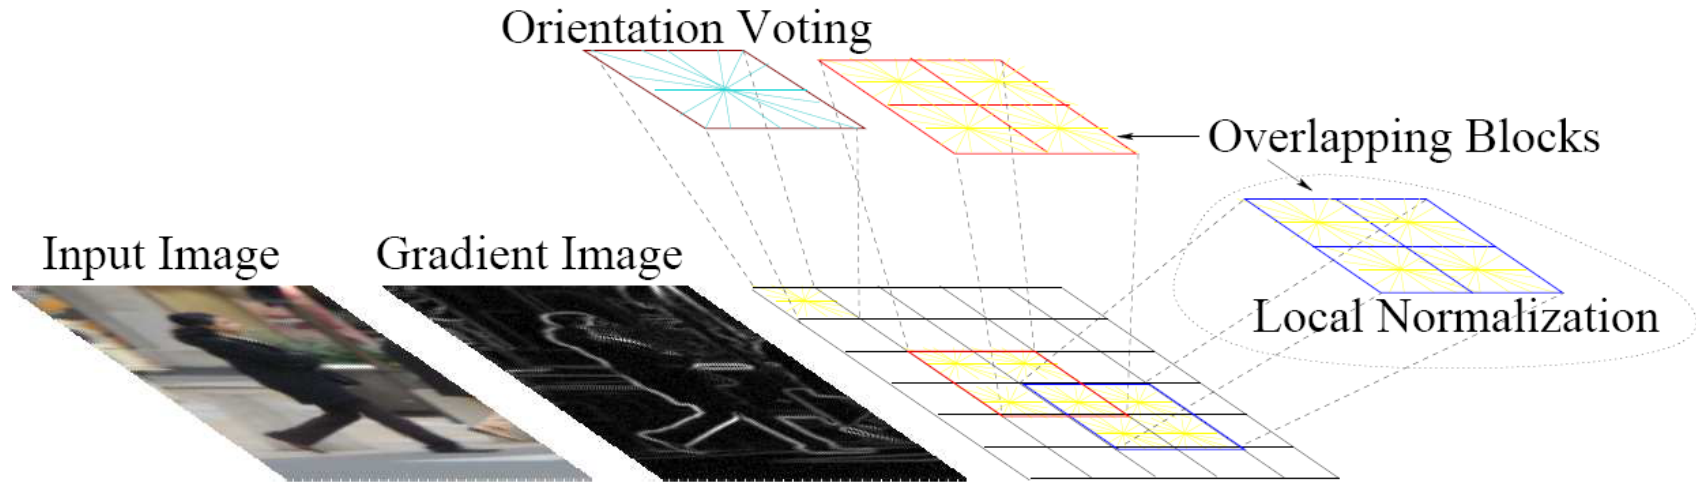 Orientation Voting
Overlapping Blocks
Input Image
Gradient Image
Local Normalization